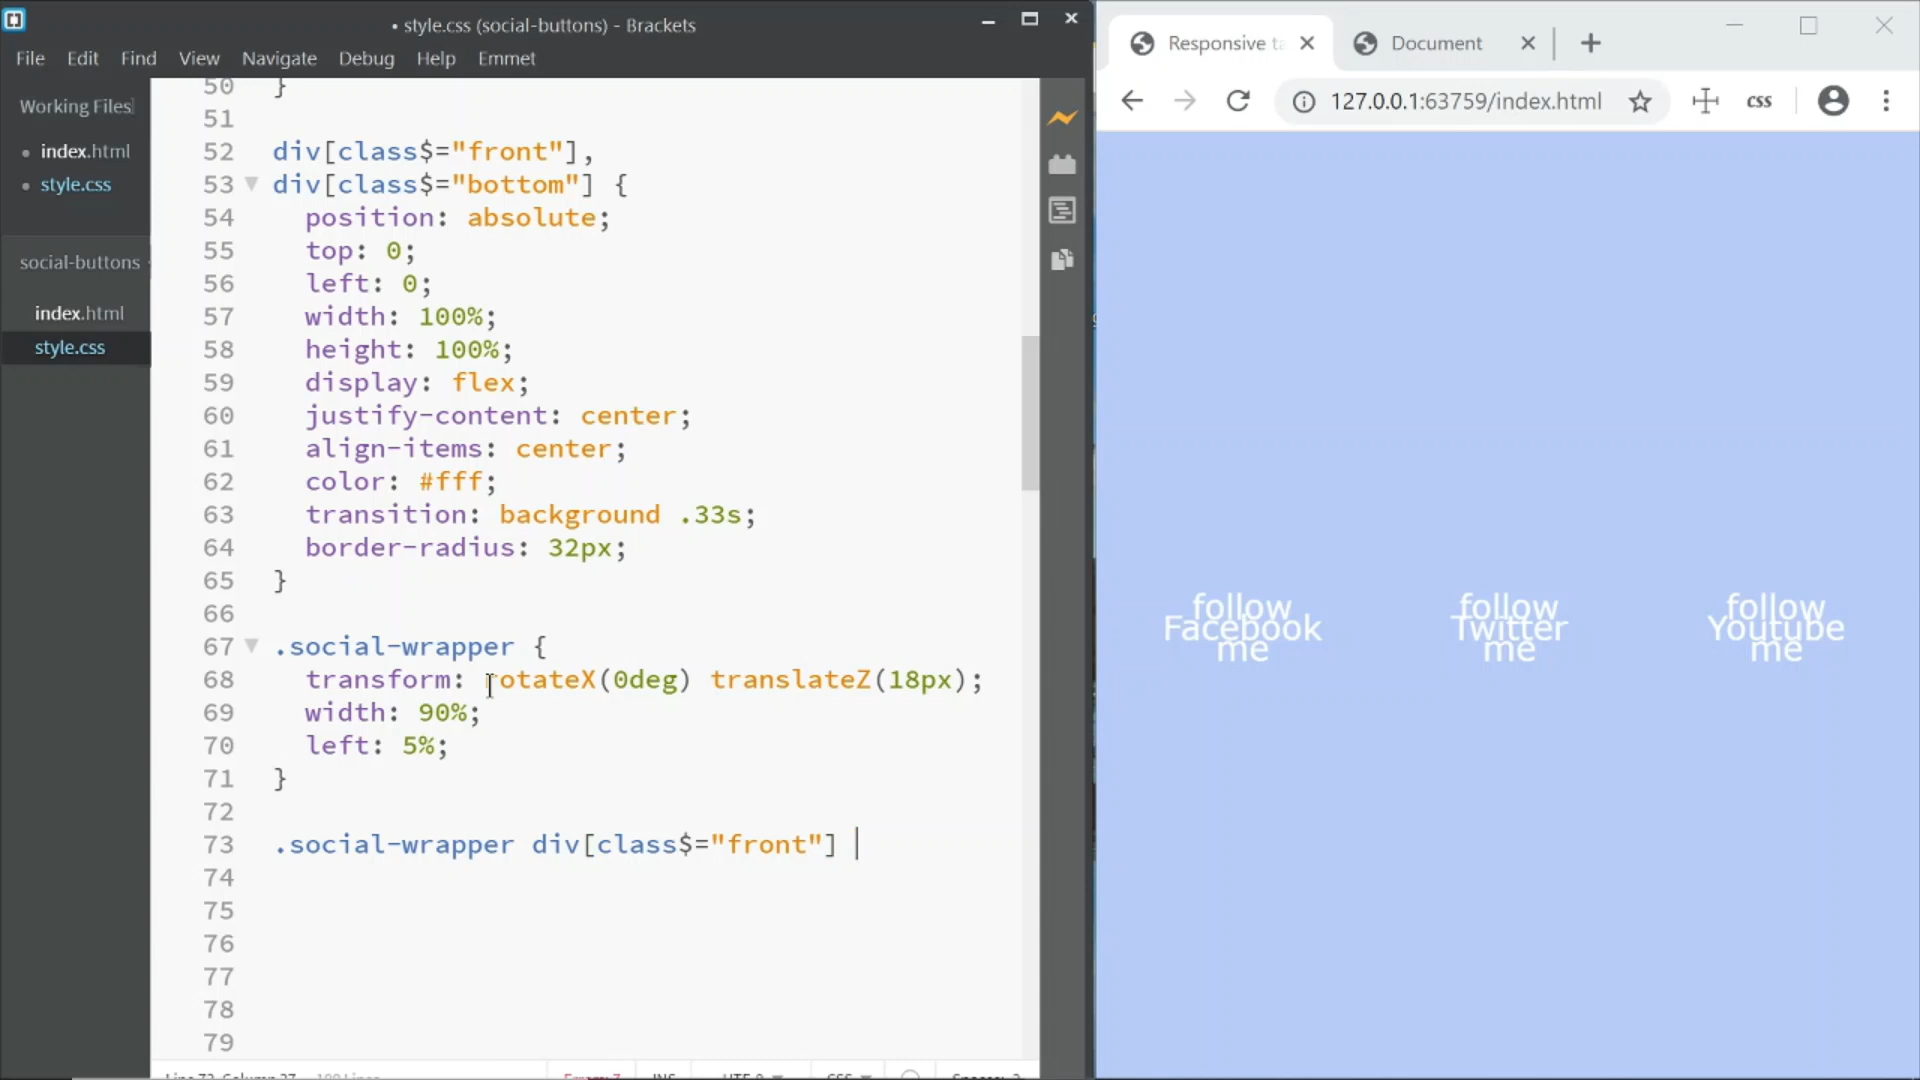 • style.css (social-buttons) - Brackets
File Edit Find View Navigate Debug Help Emmet
Working Files
• index.html
• style.css
social-buttons
index.html
style.css
50 }
51
52 div[class$="front"],
53 div[class$="bottom"] {
54 position: absolute;
55 top: 0;
56 left: 0;
57 width: 100%;
58 height: 100%;
59 display: flex;
60 justify-content: center;
61 align-items: center;
62 color: #fff;
63 transition: background .33s;
64 border-radius: 32px;
65 }
66
67 .social-wrapper {
68 transform: rotateX(0deg) translateZ(18px);
69 width: 90%;
70 left: 5%;
71 }
72
73 .social-wrapper div[class$="front"]
74
75
76
77
78
79
INS UTF-8 CSS
Responsive ta
Document
127.0.0.1:63759/index.html
css
follow
Facebook
me
follow
Twitter
me
follow
Youtube
me